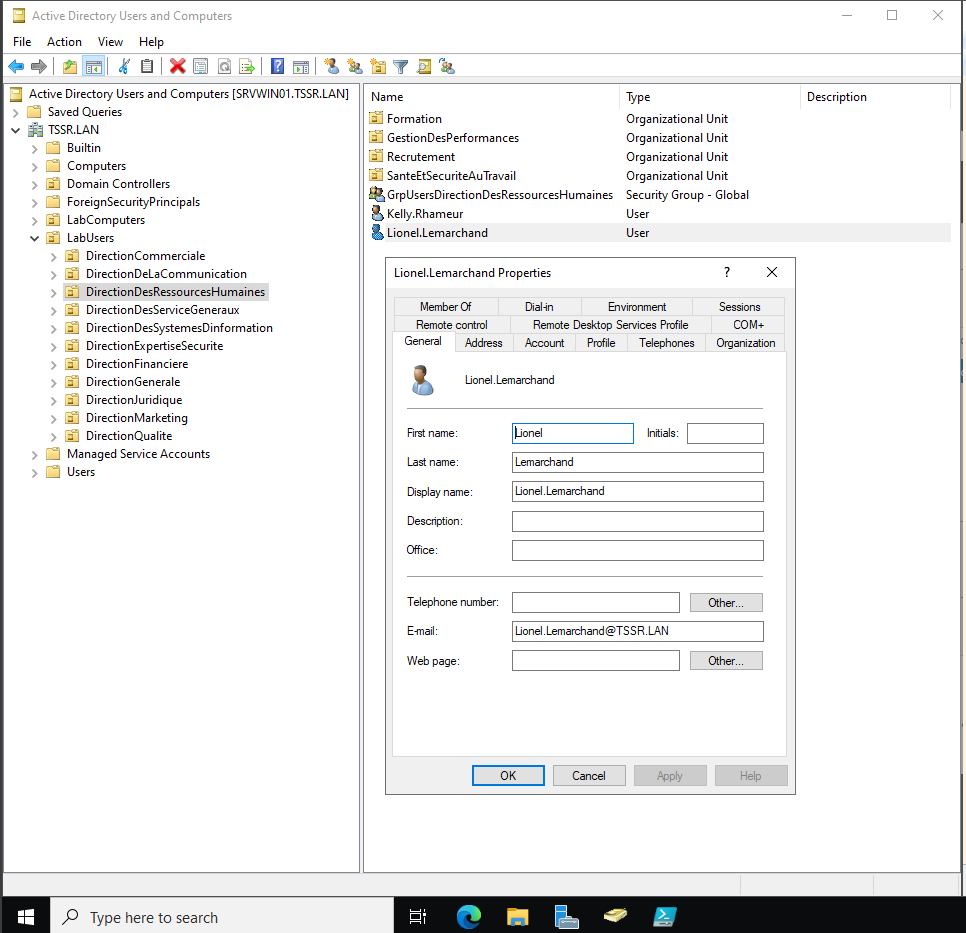 Active Directory Users and Computers
File Action View Help
Active Directory Users and Computers [SRVWIN01.TSSR.LAN]
Saved Queries
TSSR.LAN
Builtin
Computers
Domain Controllers
ForeignSecurityPrincipals
LabComputers
LabUsers
DirectionCommerciale
DirectionDeLaCommunication
DirectionDesRessourcesHumaines
DirectionDesServiceGeneraux
DirectionDesSystemesDinformation
DirectionExpertiseSecurite
DirectionFinanciere
DirectionGenerale
DirectionJuridique
DirectionMarketing
DirectionQualite
Managed Service Accounts
Users
Name Type Description
Formation Organizational Unit
GestionDesPerformances Organizational Unit
Recrutement Organizational Unit
SanteEtSecuriteAuTravail Organizational Unit
GrpUsersDirectionDesRessourcesHumaines Security Group - Global
Kelly.Rhameur User
Lionel.Lemarchand User
Lionel.Lemarchand Properties ?
Member Of Dial-in Environment Sessions
Remote control Remote Desktop Services Profile COM+
General Address Account Profile Telephones Organization
Lionel.Lemarchand
First name: Lionel Initials:
Last name: Lemarchand
Display name: Lionel.Lemarchand
Description:
Office:
Telephone number: Other...
E-mail: Lionel.Lemarchand@TSSR.LAN
Web page: Other...
OK Cancel Apply Help
Type here to search